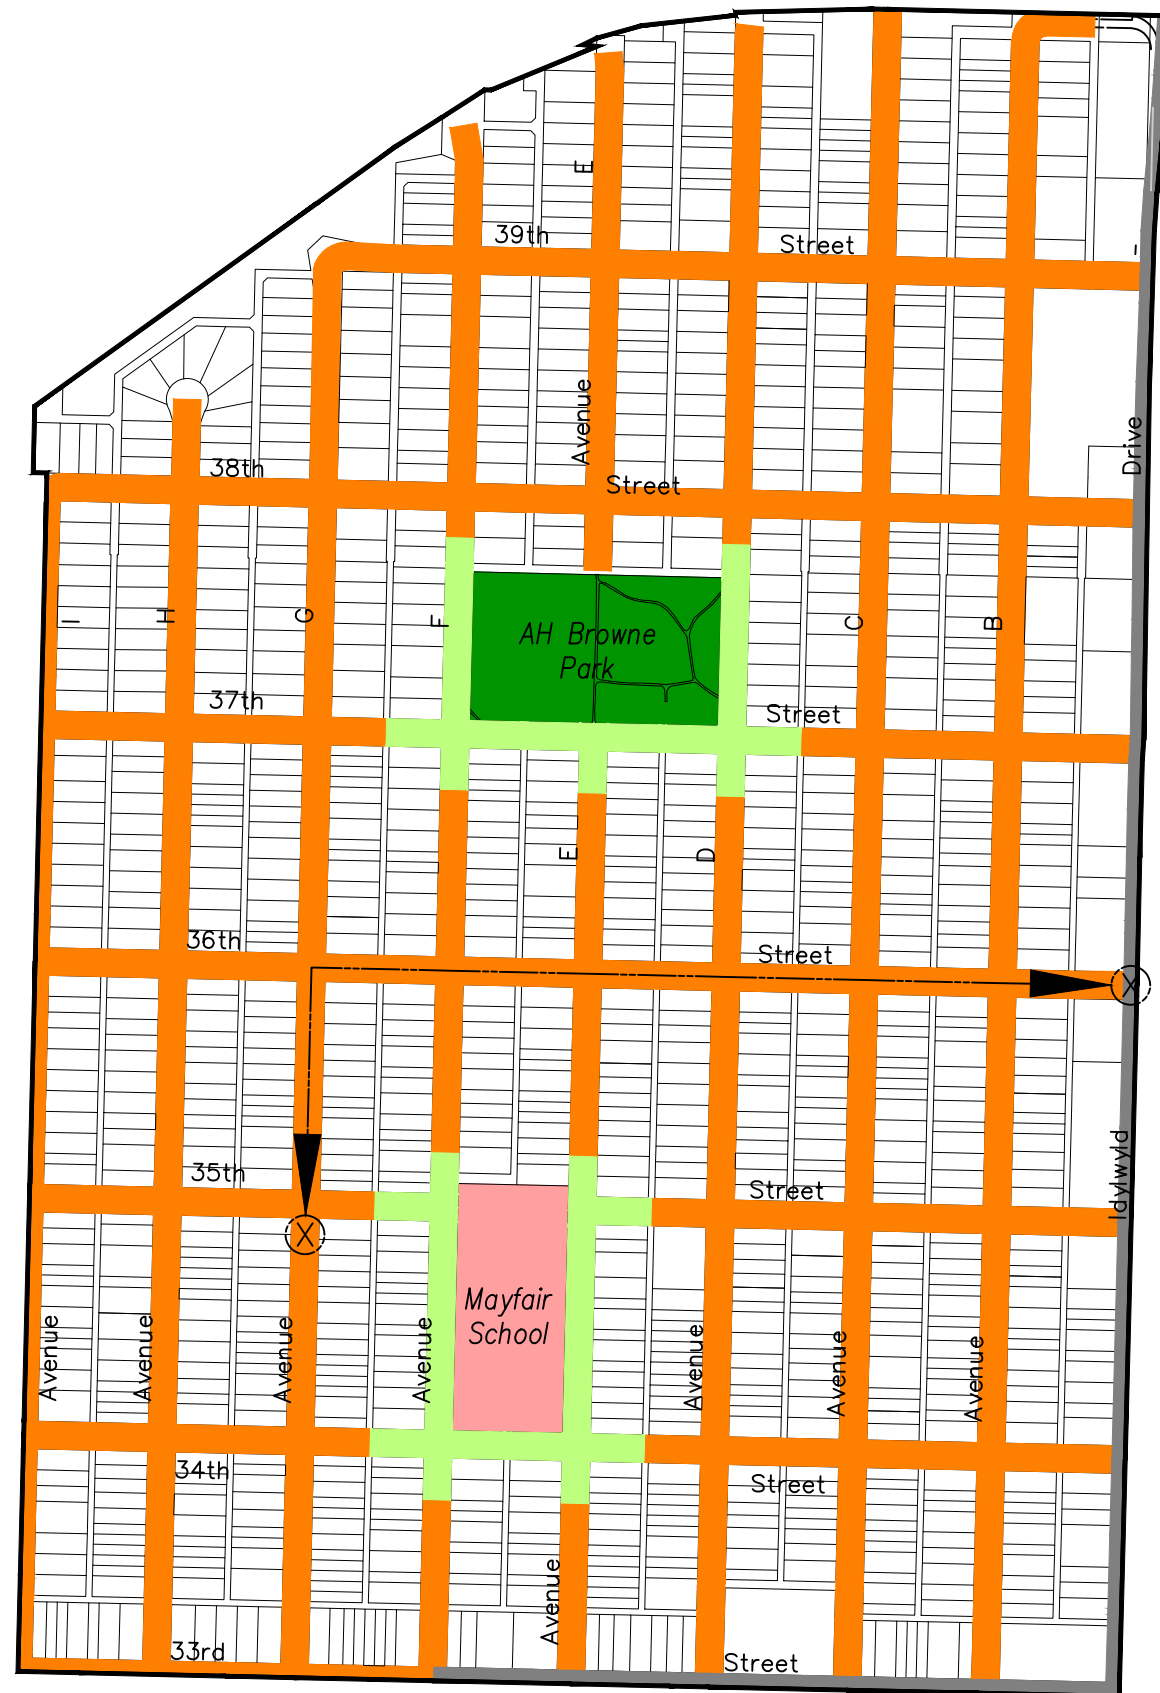 E
39th Street
-
Avenue
Drive
38th Street
I H G F C B
AH Browne
Park
37th Street
E D
36th Street
X
35th Street
Idylwyld
X
Mayfair
School
Avenue Avenue Avenue Avenue Avenue Avenue Avenue
34th Street
Avenue
33rd Street